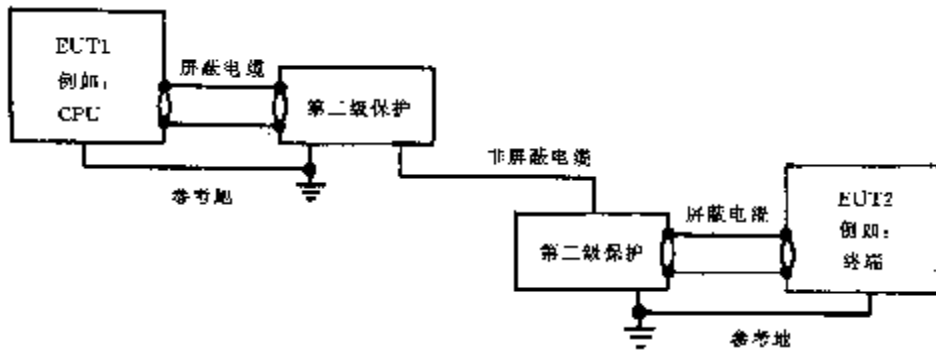 EUT1
例如：
CPU
屏蔽电缆
第二级保护
参考地
非屏蔽电缆
第二级保护
屏蔽电缆
EUT2
例如：
终端
参考地